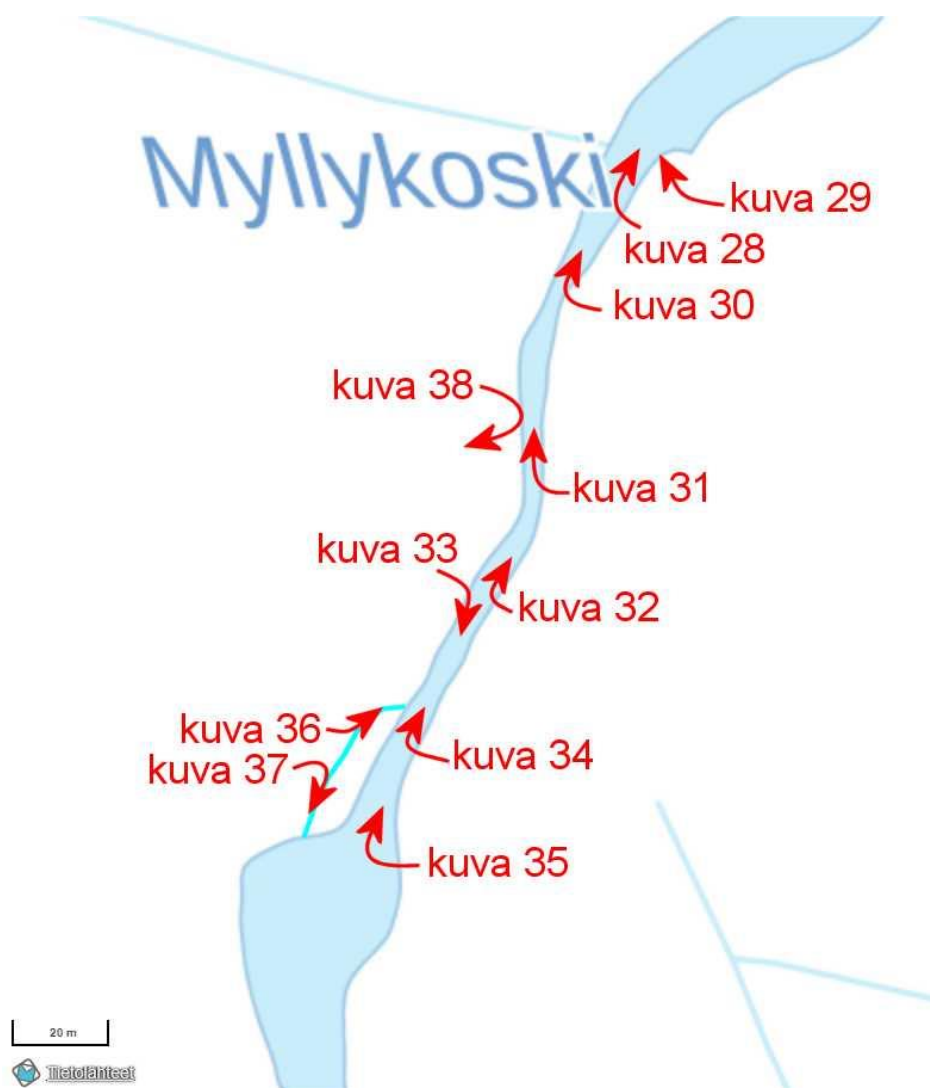 Myllykoski
kuva 29
kuva 28
kuva 30
kuva 38
kuva 31
kuva 33
kuva 32
kuva 36
kuva 34
kuva 37
kuva 35
20 m
Tietolähteet